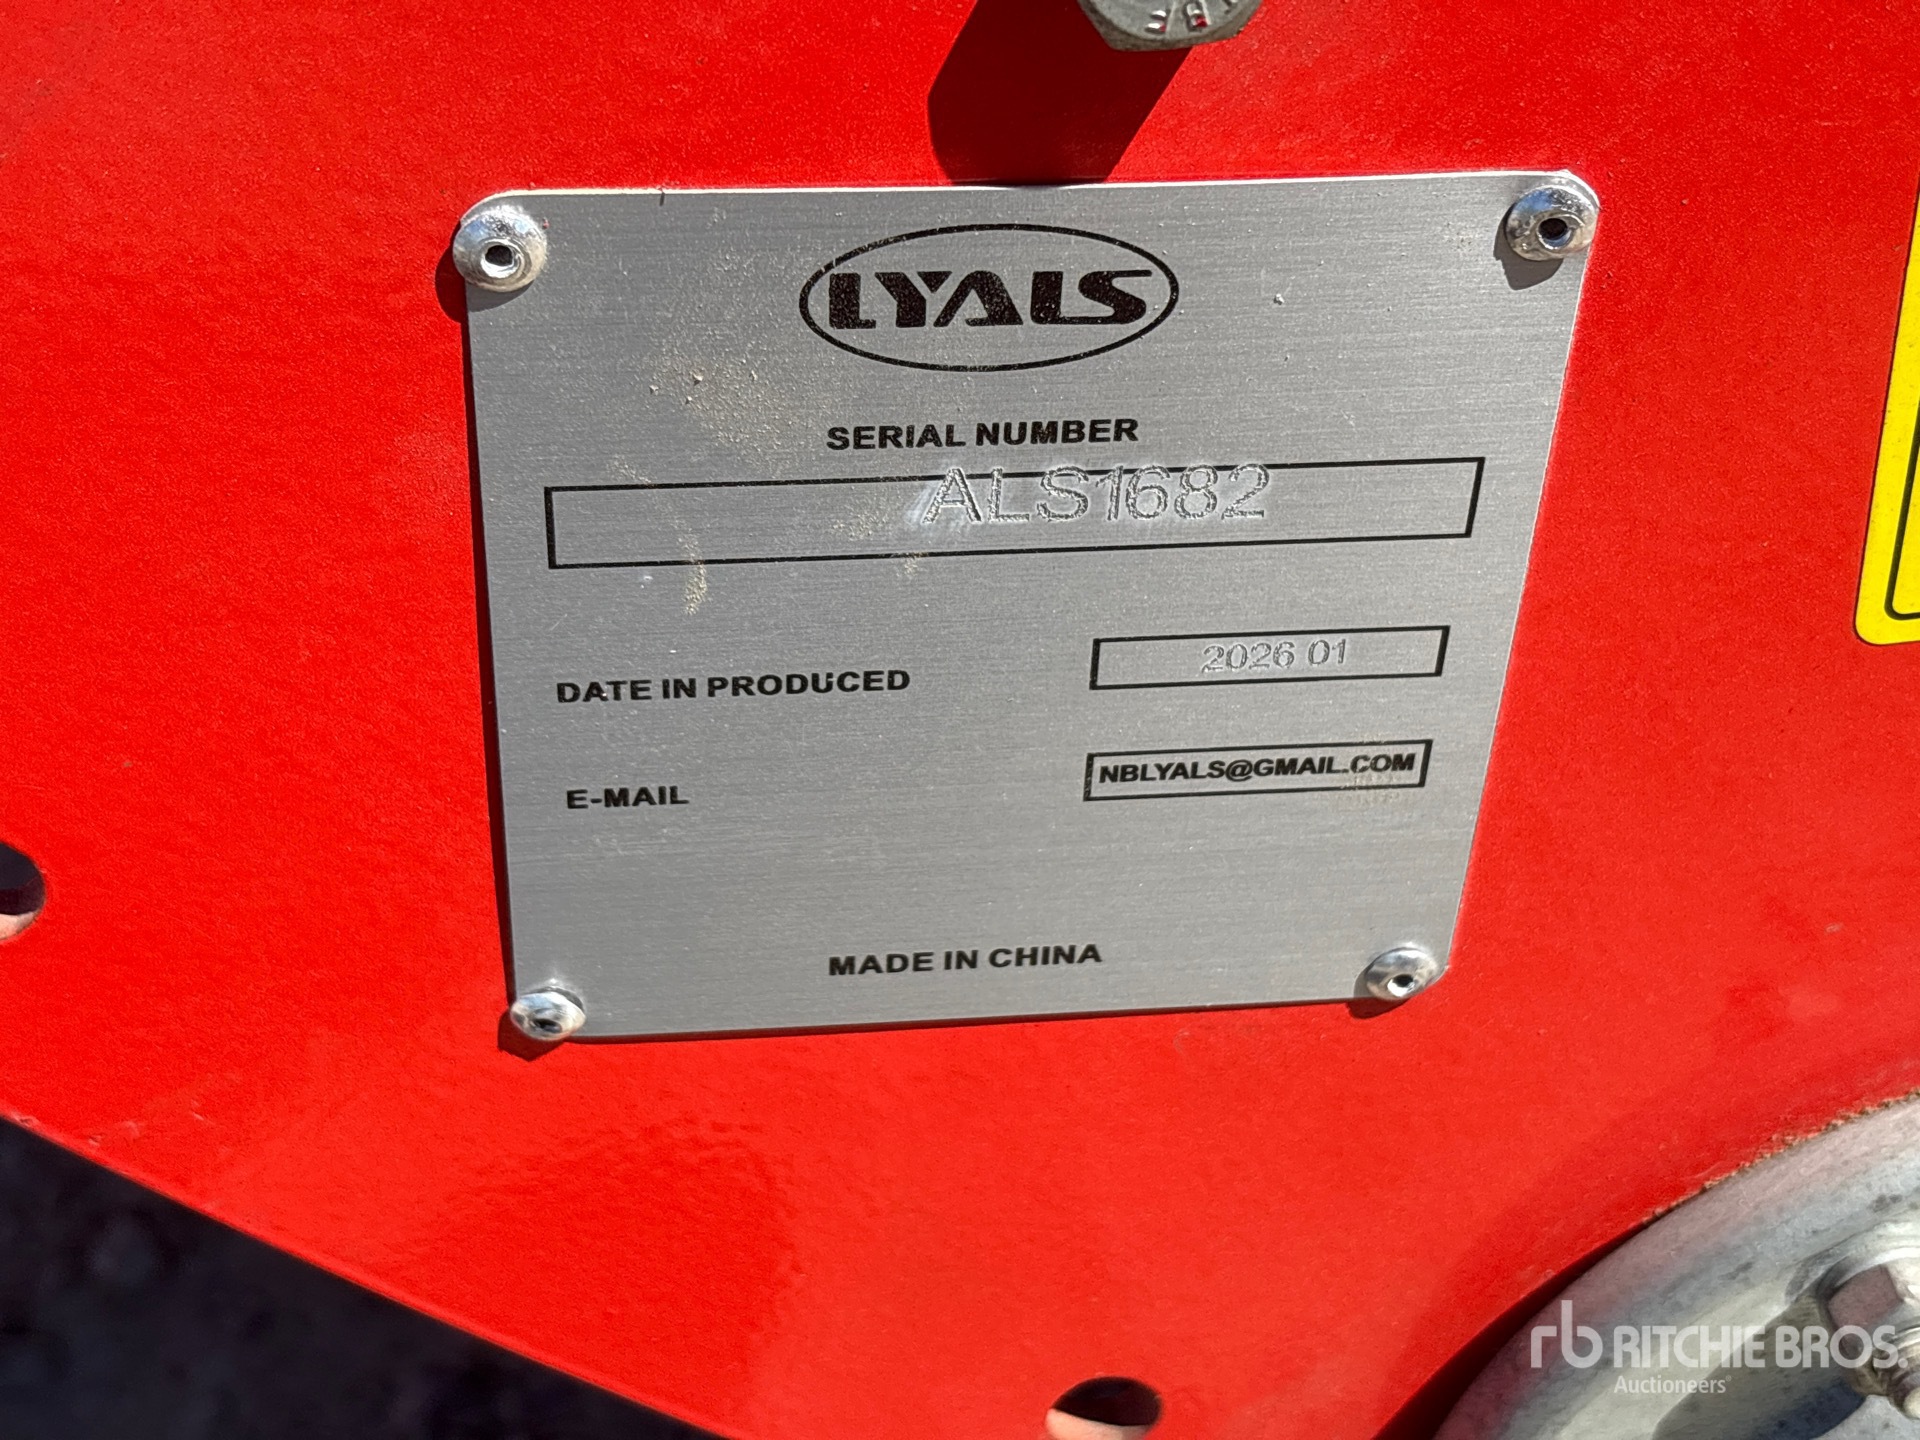 LYALS
SERIAL NUMBER
ALS1682
DATE IN PRODUCED
2026 01
E-MAIL
NBLYALS@GMAIL.COM
MADE IN CHINA
rb RITCHIE BROS.
Auctioneers